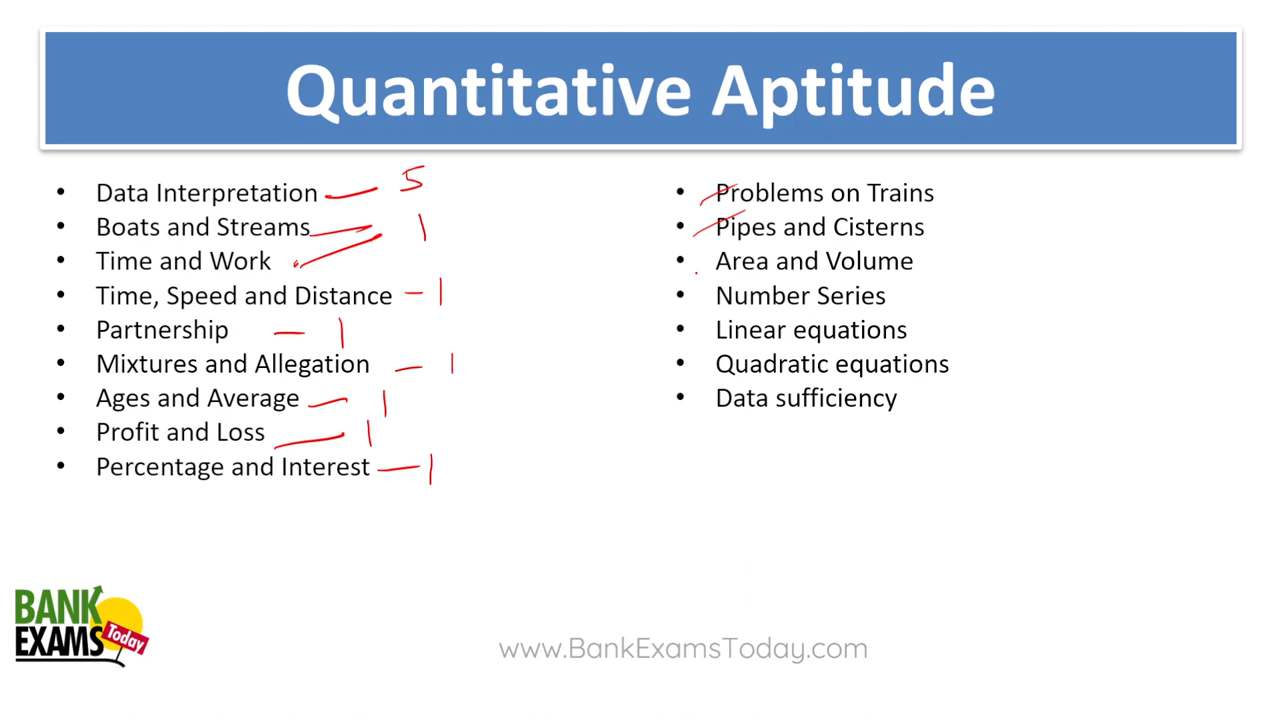 Quantitative Aptitude
• Data Interpretation — 5
• Boats and Streams — 1
• Time and Work
• Time, Speed and Distance — 1
• Partnership — 1
• Mixtures and Allegation — 1
• Ages and Average — 1
• Profit and Loss — 1
• Percentage and Interest — 1
• Problems on Trains
• Pipes and Cisterns
• Area and Volume
• Number Series
• Linear equations
• Quadratic equations
• Data sufficiency
BANK
EXAMS Today
www.BankExamsToday.com